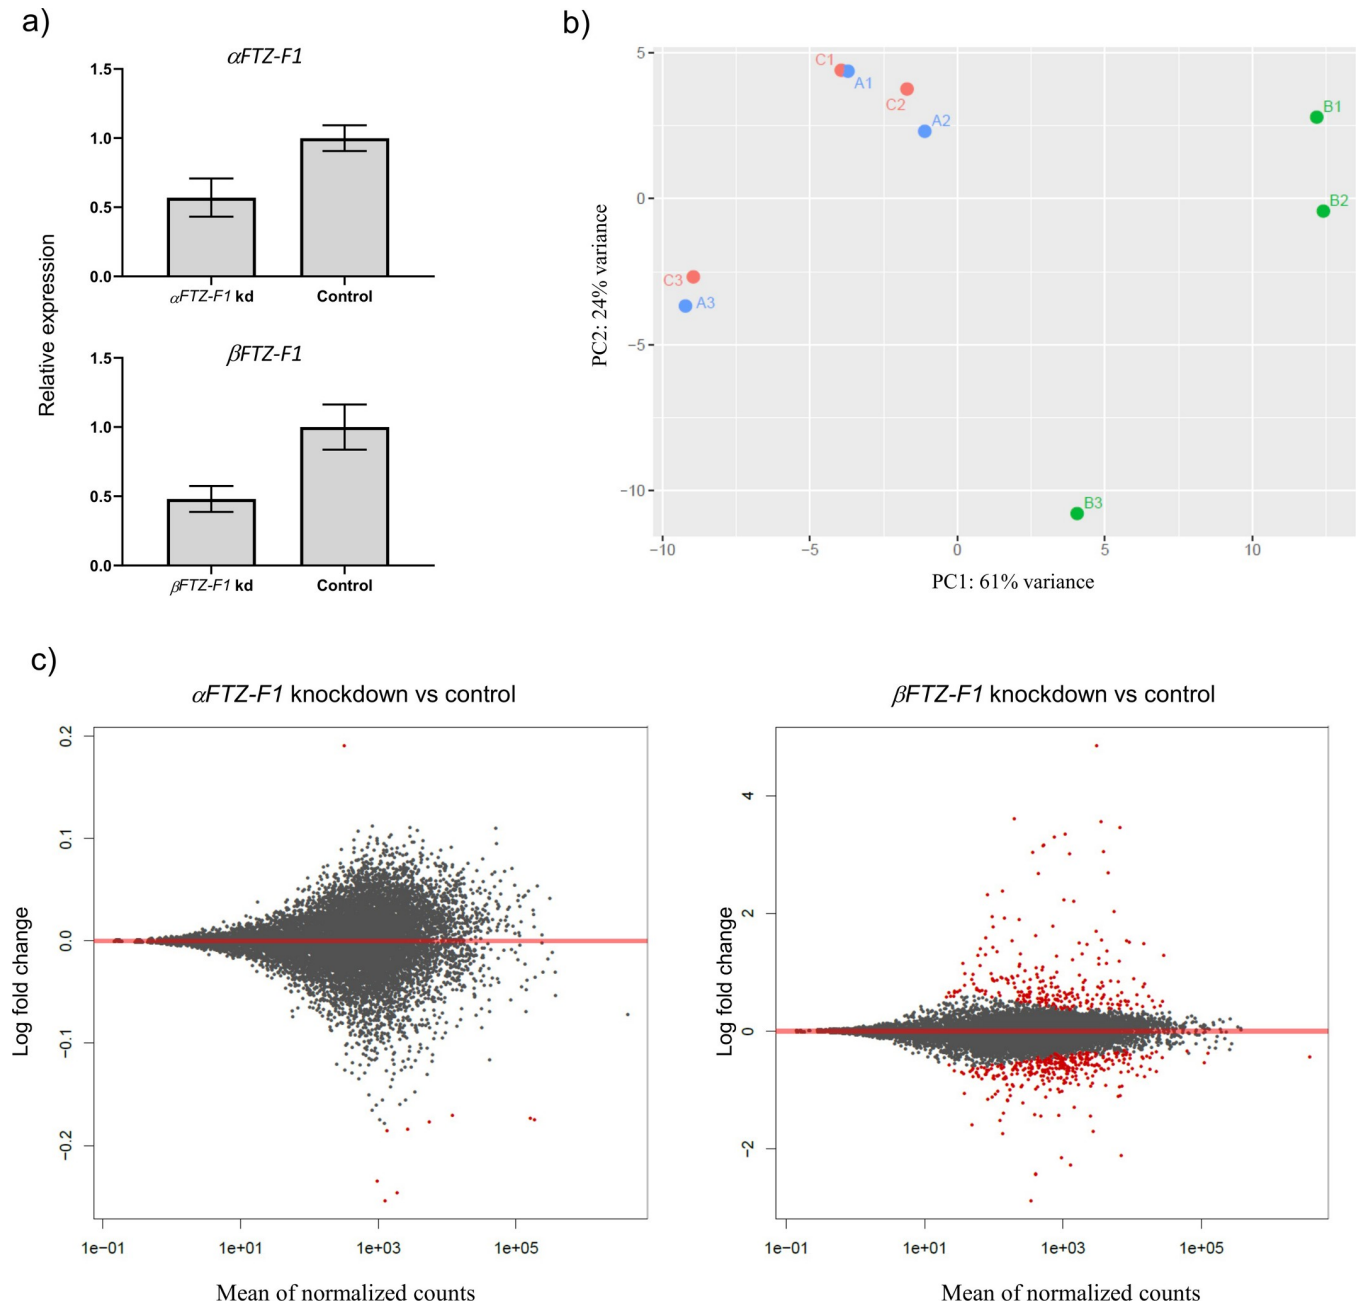 a)
αFTZ-F1
1.5
1.0
0.5
0.0
αFTZ-F1 kd
Control
Relative expression
βFTZ-F1
1.5
1.0
0.5
0.0
βFTZ-F1 kd
Control
b)
5
0
−5
−10
PC2: 24% variance
C1
A1
C2
A2
B1
B2
C3
A3
B3
−10
−5
0
5
10
PC1: 61% variance
c)
αFTZ-F1 knockdown vs control
0.2
0.1
0.0
−0.1
−0.2
Log fold change
1e−01
1e+01
1e+03
1e+05
Mean of normalized counts
βFTZ-F1 knockdown vs control
4
2
0
−2
Log fold change
1e−01
1e+01
1e+03
1e+05
Mean of normalized counts